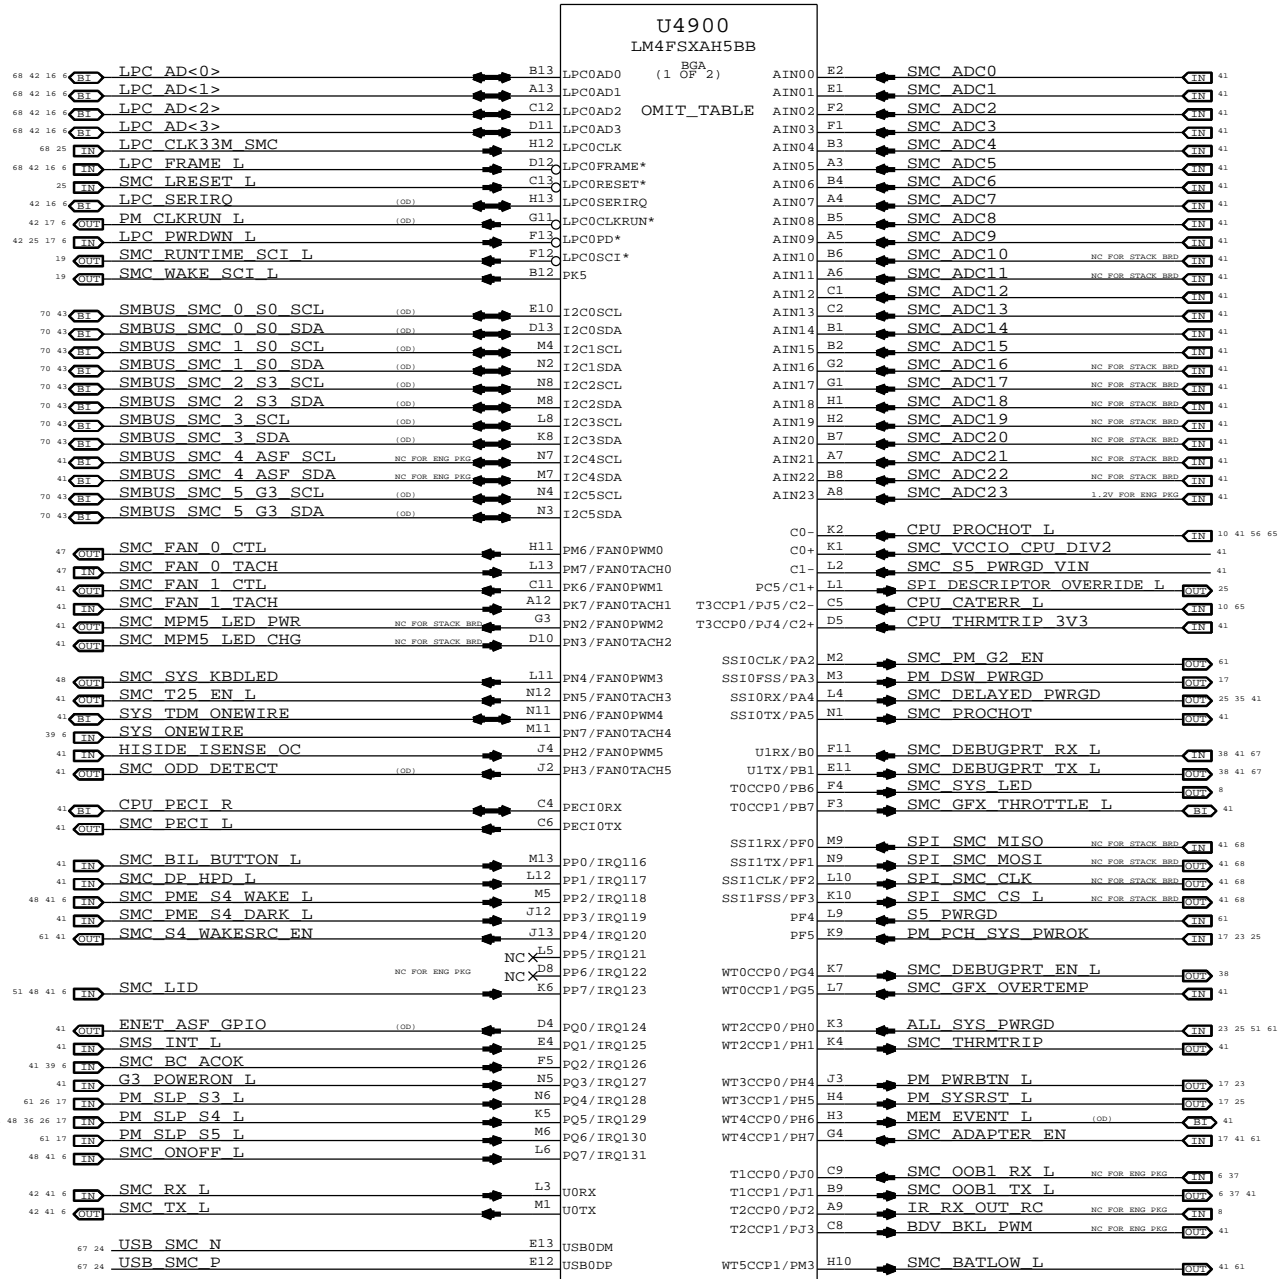 U4900
LM4FSXAH5BB
BGA
(1 OF 2)
OMIT_TABLE
68 42 16 6 BI LPC_AD<0> B13 LPC0AD0
68 42 16 6 BI LPC_AD<1> A13 LPC0AD1
68 42 16 6 BI LPC_AD<2> C12 LPC0AD2
68 42 16 6 BI LPC_AD<3> D11 LPC0AD3
68 25 IN LPC_CLK33M_SMC H12 LPC0CLK
68 42 16 6 IN LPC_FRAME_L D12 LPC0FRAME*
25 IN SMC_LRESET_L C13 LPC0RESET*
42 16 6 BI LPC_SERIRQ (OD) H13 LPC0SERIRQ
42 17 6 OUT PM_CLKRUN_L (OD) G11 LPC0CLKRUN*
42 25 17 6 IN LPC_PWRDWN_L F13 LPC0PD*
19 OUT SMC_RUNTIME_SCI_L F12 LPC0SCI*
19 OUT SMC_WAKE_SCI_L B12 PK5
70 43 BI SMBUS_SMC_0_S0_SCL (OD) E10 I2C0SCL
70 43 BI SMBUS_SMC_0_S0_SDA (OD) D13 I2C0SDA
70 43 BI SMBUS_SMC_1_S0_SCL (OD) M4 I2C1SCL
70 43 BI SMBUS_SMC_1_S0_SDA (OD) N2 I2C1SDA
70 43 BI SMBUS_SMC_2_S3_SCL (OD) N8 I2C2SCL
70 43 BI SMBUS_SMC_2_S3_SDA (OD) M8 I2C2SDA
70 43 BI SMBUS_SMC_3_SCL (OD) L8 I2C3SCL
70 43 BI SMBUS_SMC_3_SDA (OD) K8 I2C3SDA
41 BI SMBUS_SMC_4_ASF_SCL NC FOR ENG PKG N7 I2C4SCL
41 BI SMBUS_SMC_4_ASF_SDA NC FOR ENG PKG M7 I2C4SDA
70 43 BI SMBUS_SMC_5_G3_SCL (OD) N4 I2C5SCL
70 43 BI SMBUS_SMC_5_G3_SDA (OD) N3 I2C5SDA
47 OUT SMC_FAN_0_CTL H11 PM6/FAN0PWM0
47 IN SMC_FAN_0_TACH L13 PM7/FAN0TACH0
41 OUT SMC_FAN_1_CTL C11 PK6/FAN0PWM1
41 IN SMC_FAN_1_TACH A12 PK7/FAN0TACH1
41 OUT SMC_MPM5_LED_PWR NC FOR STACK BRD G3 PN2/FAN0PWM2
41 OUT SMC_MPM5_LED_CHG NC FOR STACK BRD D10 PN3/FAN0TACH2
48 OUT SMC_SYS_KBDLED L11 PN4/FAN0PWM3
41 OUT SMC_T25_EN_L N12 PN5/FAN0TACH3
41 BI SYS_TDM_ONEWIRE N11 PN6/FAN0PWM4
39 6 IN SYS_ONEWIRE M11 PN7/FAN0TACH4
41 IN HISIDE_ISENSE_OC J4 PH2/FAN0PWM5
41 OUT SMC_ODD_DETECT (OD) J2 PH3/FAN0TACH5
41 BI CPU_PECI_R C4 PECI0RX
41 OUT SMC_PECI_L C6 PECI0TX
41 IN SMC_BIL_BUTTON_L M13 PP0/IRQ116
41 IN SMC_DP_HPD_L L12 PP1/IRQ117
48 41 6 IN SMC_PME_S4_WAKE_L M5 PP2/IRQ118
41 IN SMC_PME_S4_DARK_L J12 PP3/IRQ119
61 41 OUT SMC_S4_WAKESRC_EN J13 PP4/IRQ120
NC L5 PP5/IRQ121
NC FOR ENG PKG NC D8 PP6/IRQ122
51 48 41 6 IN SMC_LID K6 PP7/IRQ123
41 OUT ENET_ASF_GPIO (OD) D4 PQ0/IRQ124
41 IN SMS_INT_L E4 PQ1/IRQ125
41 39 6 IN SMC_BC_ACOK F5 PQ2/IRQ126
41 IN G3_POWERON_L N5 PQ3/IRQ127
61 26 17 IN PM_SLP_S3_L N6 PQ4/IRQ128
48 36 26 17 IN PM_SLP_S4_L K5 PQ5/IRQ129
61 17 IN PM_SLP_S5_L M6 PQ6/IRQ130
48 41 6 IN SMC_ONOFF_L L6 PQ7/IRQ131
42 41 6 IN SMC_RX_L L3 U0RX
42 41 6 OUT SMC_TX_L M1 U0TX
67 24 USB_SMC_N E13 USB0DM
67 24 USB_SMC_P E12 USB0DP
AIN00 E2 SMC_ADC0 IN 41
AIN01 E1 SMC_ADC1 IN 41
AIN02 F2 SMC_ADC2 IN 41
AIN03 F1 SMC_ADC3 IN 41
AIN04 B3 SMC_ADC4 IN 41
AIN05 A3 SMC_ADC5 IN 41
AIN06 B4 SMC_ADC6 IN 41
AIN07 A4 SMC_ADC7 IN 41
AIN08 B5 SMC_ADC8 IN 41
AIN09 A5 SMC_ADC9 IN 41
AIN10 B6 SMC_ADC10 NC FOR STACK BRD IN 41
AIN11 A6 SMC_ADC11 NC FOR STACK BRD IN 41
AIN12 C1 SMC_ADC12 IN 41
AIN13 C2 SMC_ADC13 IN 41
AIN14 B1 SMC_ADC14 IN 41
AIN15 B2 SMC_ADC15 IN 41
AIN16 G2 SMC_ADC16 NC FOR STACK BRD IN 41
AIN17 G1 SMC_ADC17 NC FOR STACK BRD IN 41
AIN18 H1 SMC_ADC18 NC FOR STACK BRD IN 41
AIN19 H2 SMC_ADC19 NC FOR STACK BRD IN 41
AIN20 B7 SMC_ADC20 NC FOR STACK BRD IN 41
AIN21 A7 SMC_ADC21 NC FOR STACK BRD IN 41
AIN22 B8 SMC_ADC22 NC FOR STACK BRD IN 41
AIN23 A8 SMC_ADC23 1.2V FOR ENG PKG IN 41
C0- K2 CPU_PROCHOT_L IN 10 41 56 65
C0+ K1 SMC_VCCIO_CPU_DIV2 41
C1- L2 SMC_S5_PWRGD_VIN 41
PC5/C1+ L1 SPI_DESCRIPTOR_OVERRIDE_L OUT 25
T3CCP1/PJ5/C2- C5 CPU_CATERR_L IN 10 65
T3CCP0/PJ4/C2+ D5 CPU_THRMTRIP_3V3 IN 41
SSI0CLK/PA2 M2 SMC_PM_G2_EN OUT 61
SSI0FSS/PA3 M3 PM_DSW_PWRGD OUT 17
SSI0RX/PA4 L4 SMC_DELAYED_PWRGD OUT 25 35 41
SSI0TX/PA5 N1 SMC_PROCHOT OUT 41
U1RX/B0 F11 SMC_DEBUGPRT_RX_L IN 38 41 67
U1TX/PB1 E11 SMC_DEBUGPRT_TX_L OUT 38 41 67
T0CCP0/PB6 F4 SMC_SYS_LED OUT 8
T0CCP1/PB7 F3 SMC_GFX_THROTTLE_L BI 41
SSI1RX/PF0 M9 SPI_SMC_MISO NC FOR STACK BRD IN 41 68
SSI1TX/PF1 N9 SPI_SMC_MOSI NC FOR STACK BRD OUT 41 68
SSI1CLK/PF2 L10 SPI_SMC_CLK NC FOR STACK BRD OUT 41 68
SSI1FSS/PF3 K10 SPI_SMC_CS_L NC FOR STACK BRD OUT 41 68
PF4 L9 S5_PWRGD IN 61
PF5 K9 PM_PCH_SYS_PWROK IN 17 23 25
WT0CCP0/PG4 K7 SMC_DEBUGPRT_EN_L OUT 38
WT0CCP1/PG5 L7 SMC_GFX_OVERTEMP IN 41
WT2CCP0/PH0 K3 ALL_SYS_PWRGD IN 23 25 51 61
WT2CCP1/PH1 K4 SMC_THRMTRIP OUT 41
WT3CCP0/PH4 J3 PM_PWRBTN_L OUT 17 23
WT3CCP1/PH5 H4 PM_SYSRST_L OUT 17 25
WT4CCP0/PH6 H3 MEM_EVENT_L (OD) BI 41
WT4CCP1/PH7 G4 SMC_ADAPTER_EN IN 17 41 61
T1CCP0/PJ0 C9 SMC_OOB1_RX_L NC FOR ENG PKG IN 6 37
T1CCP1/PJ1 B9 SMC_OOB1_TX_L OUT 6 37 41
T2CCP0/PJ2 A9 IR_RX_OUT_RC NC FOR ENG PKG IN 8
T2CCP1/PJ3 C8 BDV_BKL_PWM NC FOR ENG PKG OUT 41
WT5CCP1/PM3 H10 SMC_BATLOW_L OUT 41 61